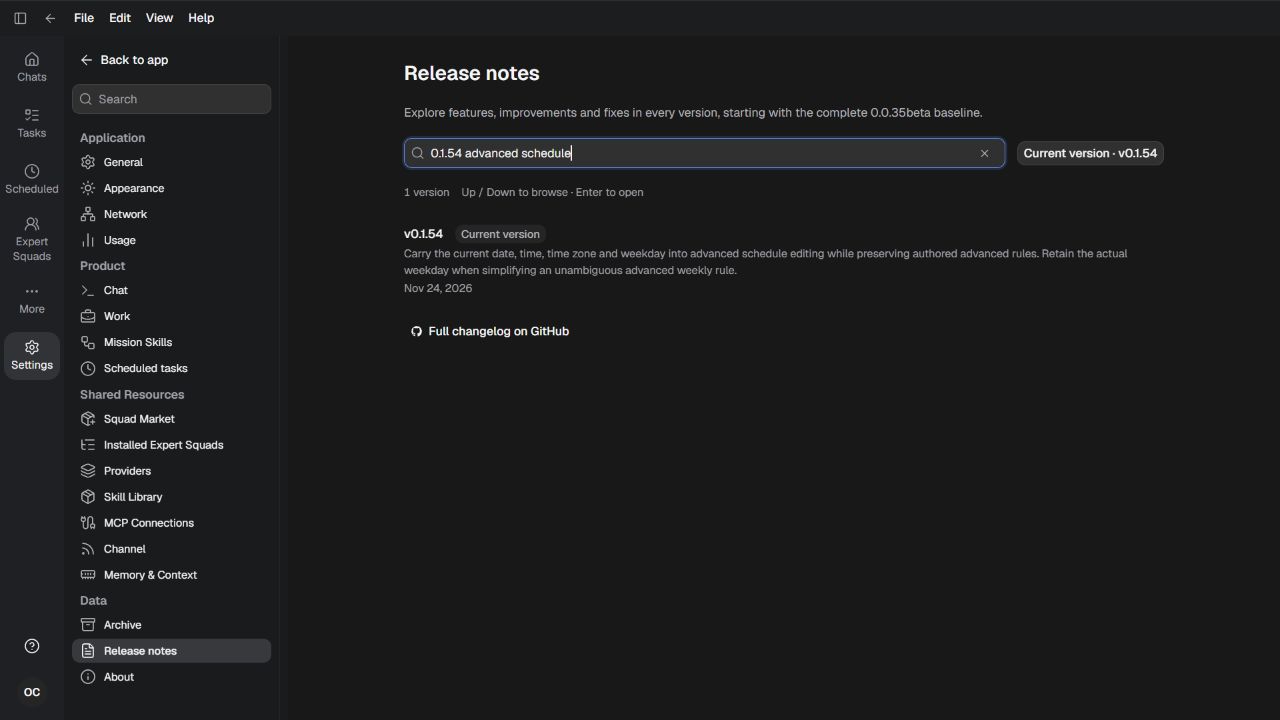 File Edit View Help
Chats
Tasks
Scheduled
Expert
Squads
More
Settings
OC
Back to app
Search
Application
General
Appearance
Network
Usage
Product
Chat
Work
Mission Skills
Scheduled tasks
Shared Resources
Squad Market
Installed Expert Squads
Providers
Skill Library
MCP Connections
Channel
Memory & Context
Data
Archive
Release notes
About
Release notes
Explore features, improvements and fixes in every version, starting with the complete 0.0.35beta baseline.
0.1.54 advanced schedule
Current version · v0.1.54
1 version Up / Down to browse · Enter to open
v0.1.54 Current version
Carry the current date, time, time zone and weekday into advanced schedule editing while preserving authored advanced rules. Retain the actual
weekday when simplifying an unambiguous advanced weekly rule.
Nov 24, 2026
Full changelog on GitHub